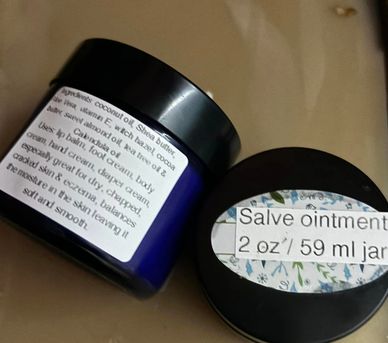 Ingredients: coconut oil, Shea butter,
Aloe Vera, vitamin E, witch hazel, cocoa
butter, sweet almond oil, tea tree oil &
Calendula oil
Uses: lip balm, foot cream, body
cream, hand cream, diaper cream,
especially great for dry, chapped,
cracked skin & eczema, balances
the moisture in the skin leaving it
soft and smooth.
Salve ointment
2 oz / 59 ml jar